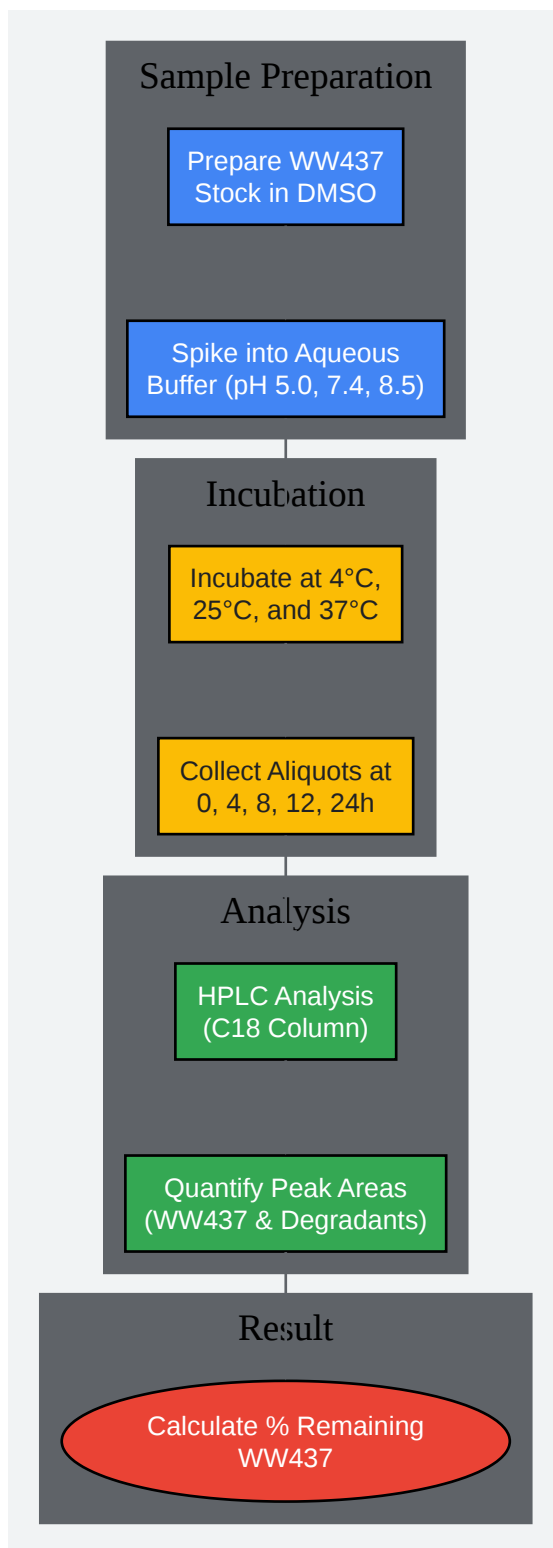 Sample Preparation
Prepare WW437
Stock in DMSO
Spike into Aqueous
Buffer (pH 5.0, 7.4, 8.5)
Incubation
Incubate at 4°C,
25°C, and 37°C
Collect Aliquots at
0, 4, 8, 12, 24h
Analysis
HPLC Analysis
(C18 Column)
Quantify Peak Areas
(WW437 & Degradants)
Result
Calculate % Remaining
WW437